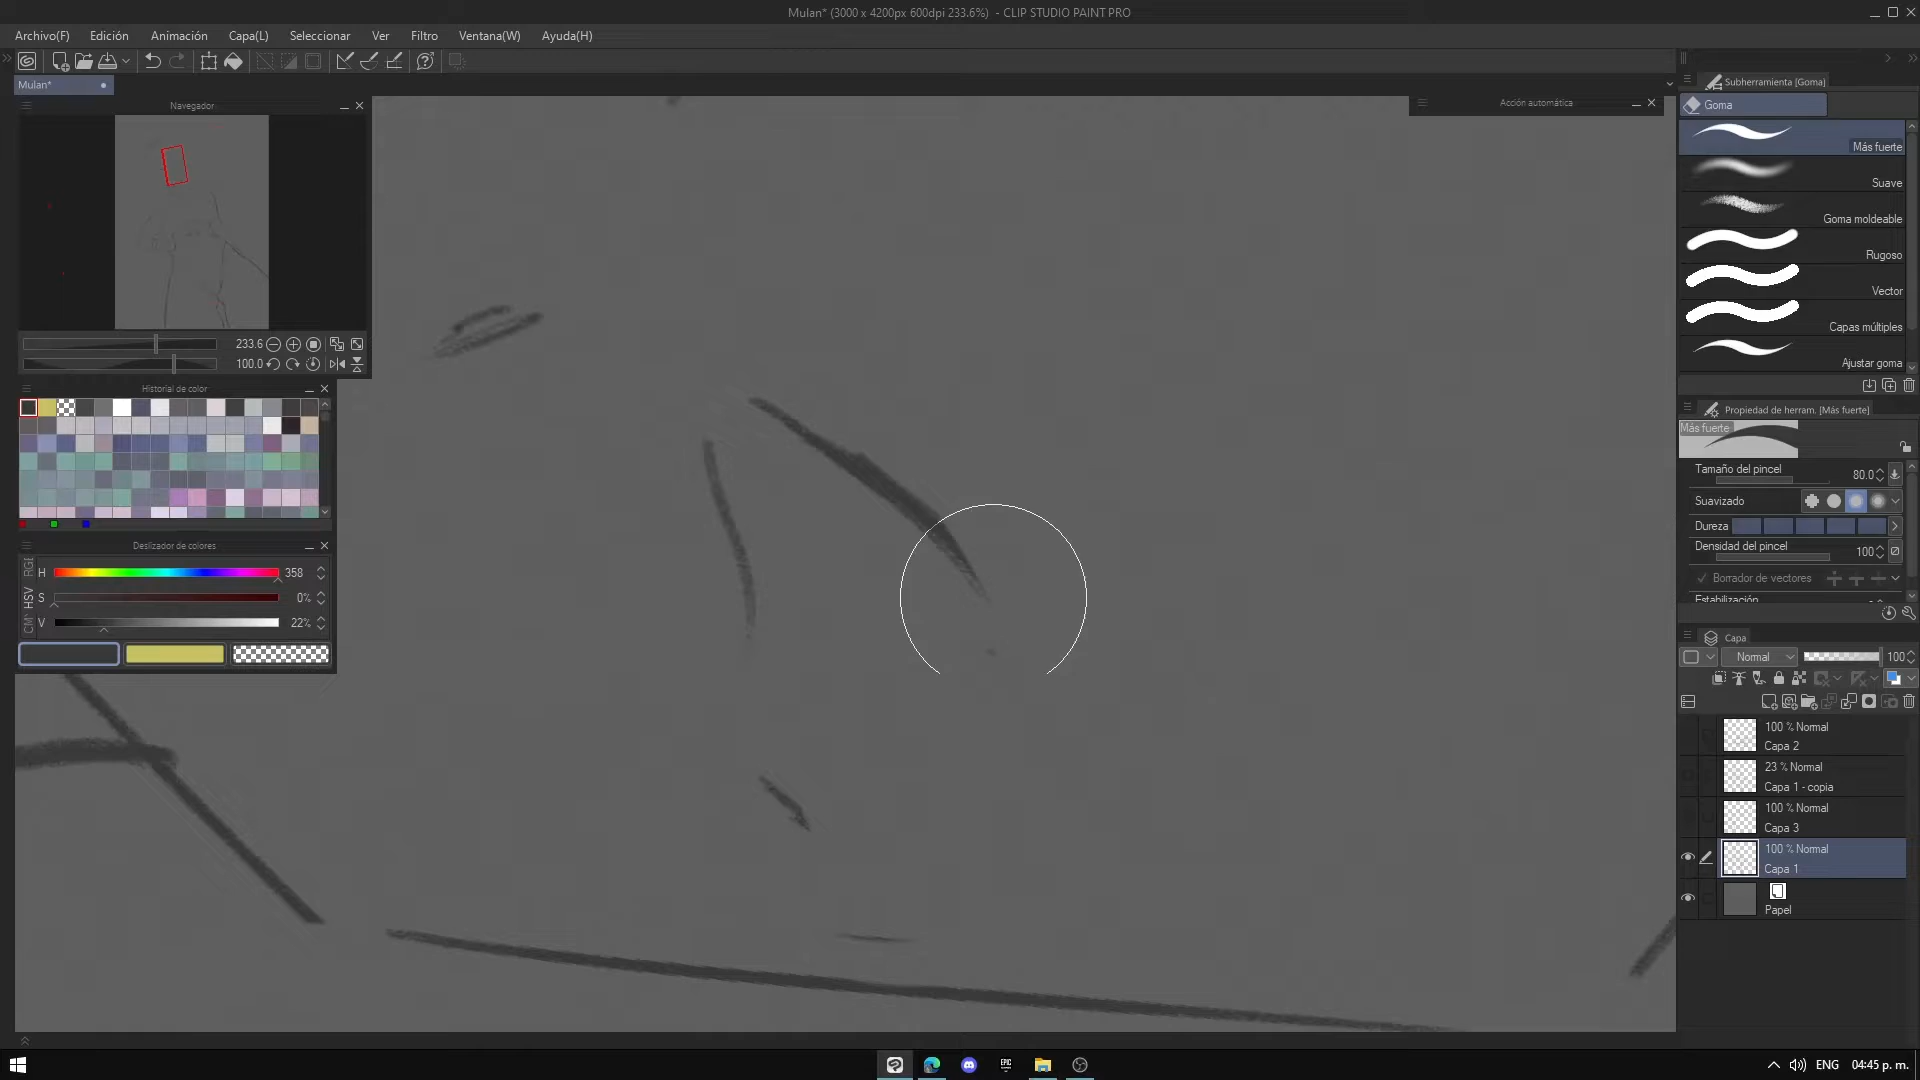 Mulan* (3000 x 4200px 600dpi 233.6%)  - CLIP STUDIO PAINT PRO
Archivo(F) Edición Animación Capa(L) Seleccionar Ver Filtro Ventana(W) Ayuda(H)
Mulan*
Navegador
233.6
100.0
Historial de color
Deslizador de colores
RGB
HSV
H 358
S 0%
V 22%
Acción automática
Subherramienta [Goma]
Goma
Más fuerte
Suave
Goma moldeable
Rugoso
Vector
Capas múltiples
Ajustar goma
Propiedad de herram. [Más fuerte]
Más fuerte
Tamaño del pincel 80.0
Suavizado
Dureza
Densidad del pincel 100
Borrador de vectores
Estabilización
Capa
Normal 100
100 % Normal
Capa 2
23 % Normal
Capa 1 - copia
100 % Normal
Capa 3
100 % Normal
Capa 1
Papel
EPIC
ENG 04:45 p. m.